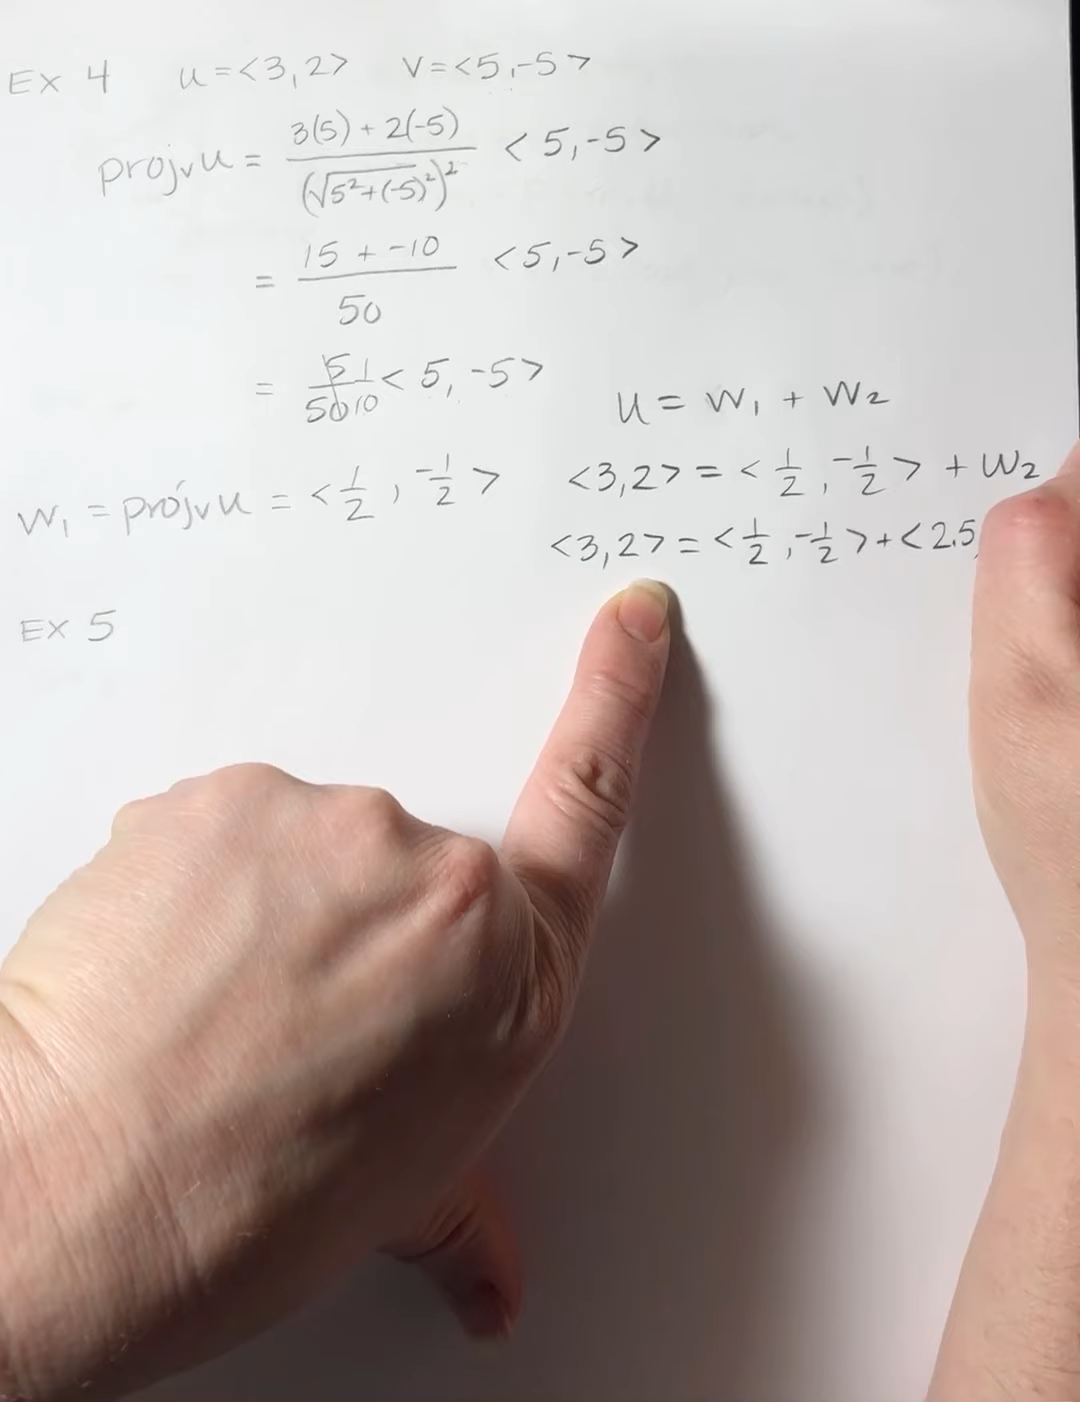 Ex 4 u=<3,2> v=<5,-5>
projᵥu = 3(5) + 2(-5) / (√5²+(-5)²)² <5,-5>
= 15 + -10 / 50 <5,-5>
= 5 1 / 50 10 <5,-5>
w₁ = projᵥu = <1/2, -1/2>
u = w₁ + w₂
<3,2> = <1/2, -1/2> + w₂
<3,2> = <1/2, -1/2> + <2.5,
Ex 5